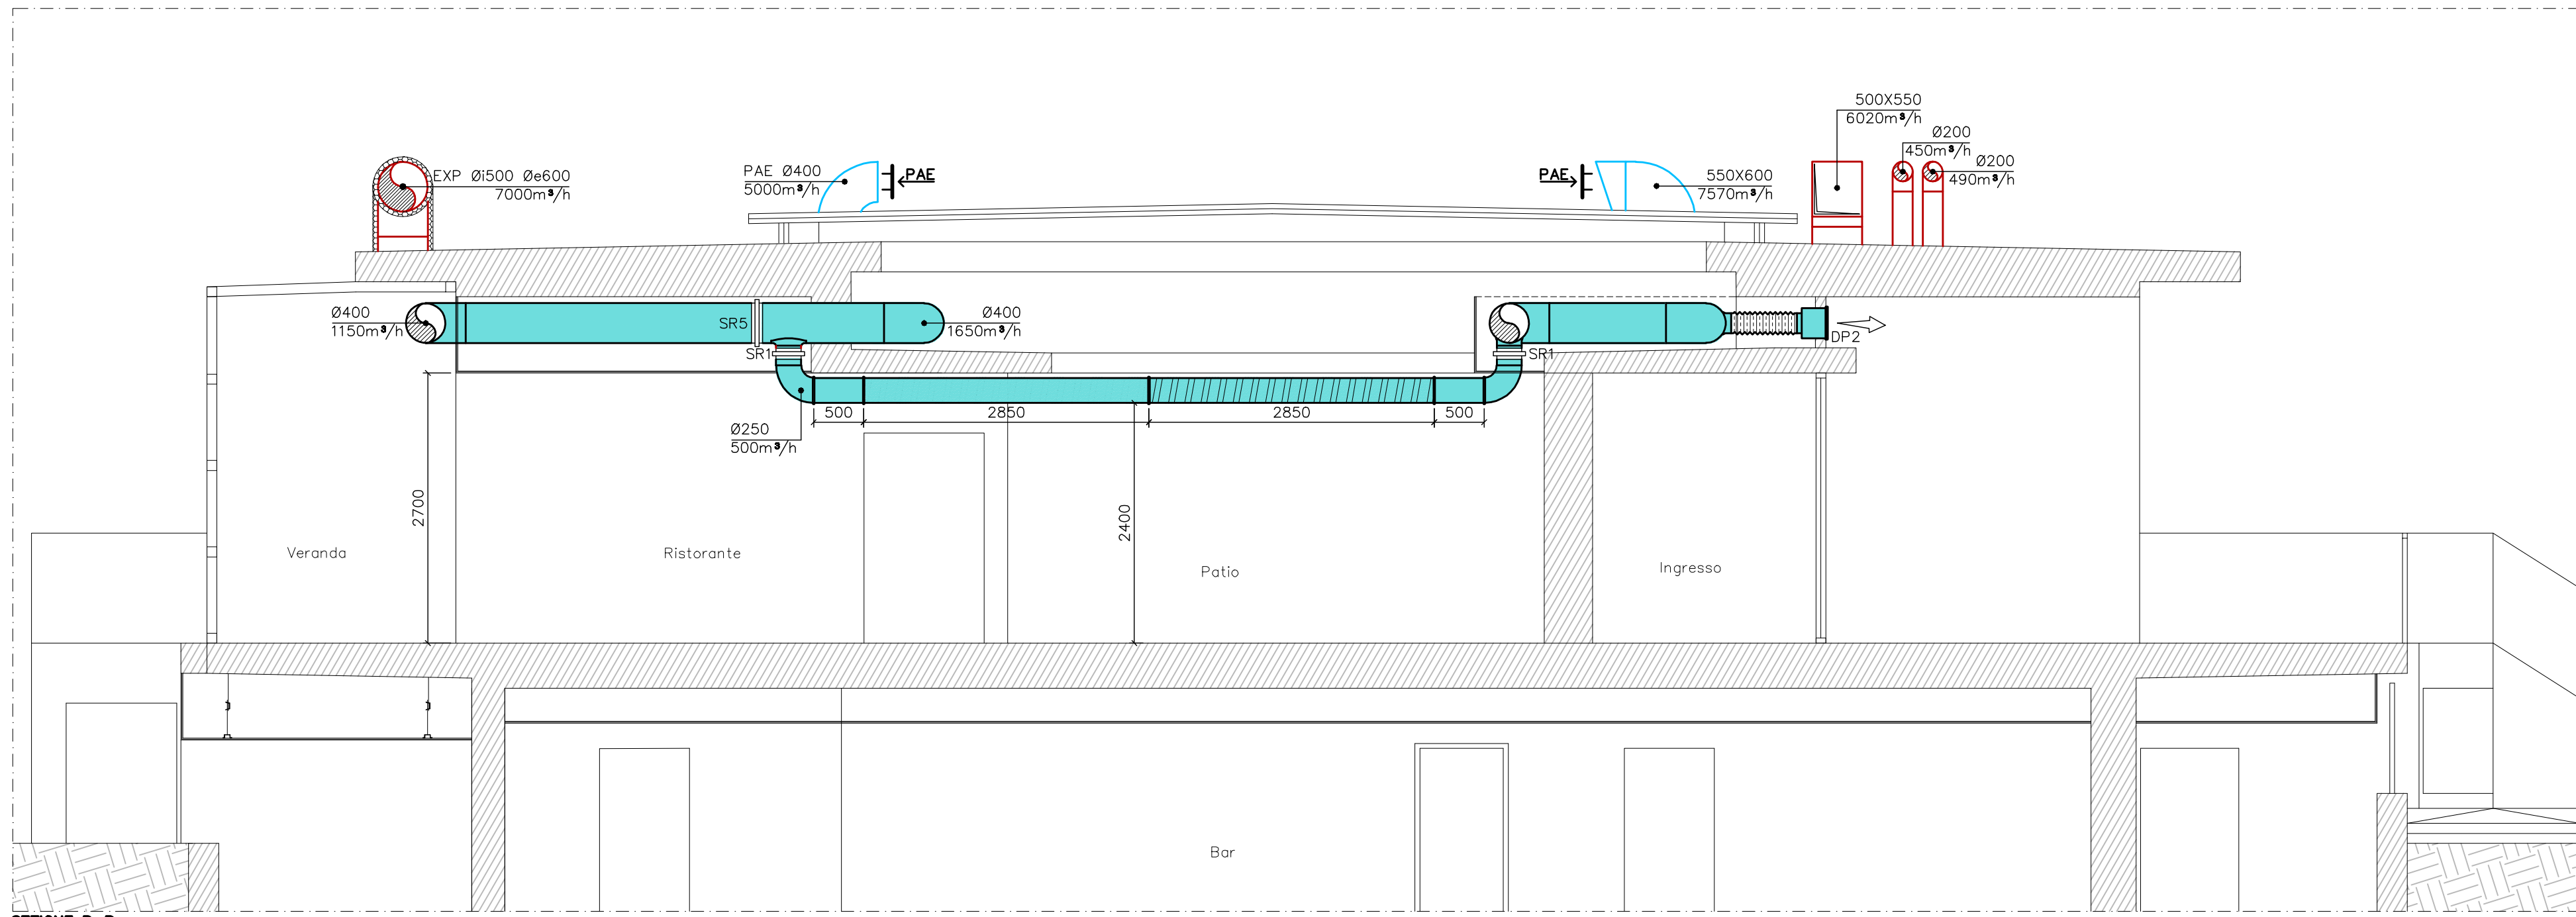 500X550
6020m³/h
Ø200
450m³/h
Ø200
490m³/h
EXP Øi500 Øe600
7000m³/h
PAE Ø400
5000m³/h
PAE
PAE
550X600
7570m³/h
Ø400
1150m³/h
SR5
Ø400
1650m³/h
SR1
SR1
DP2
500
2850
2850
500
Ø250
500m³/h
2700
2400
Veranda
Ristorante
Patio
Ingresso
Bar